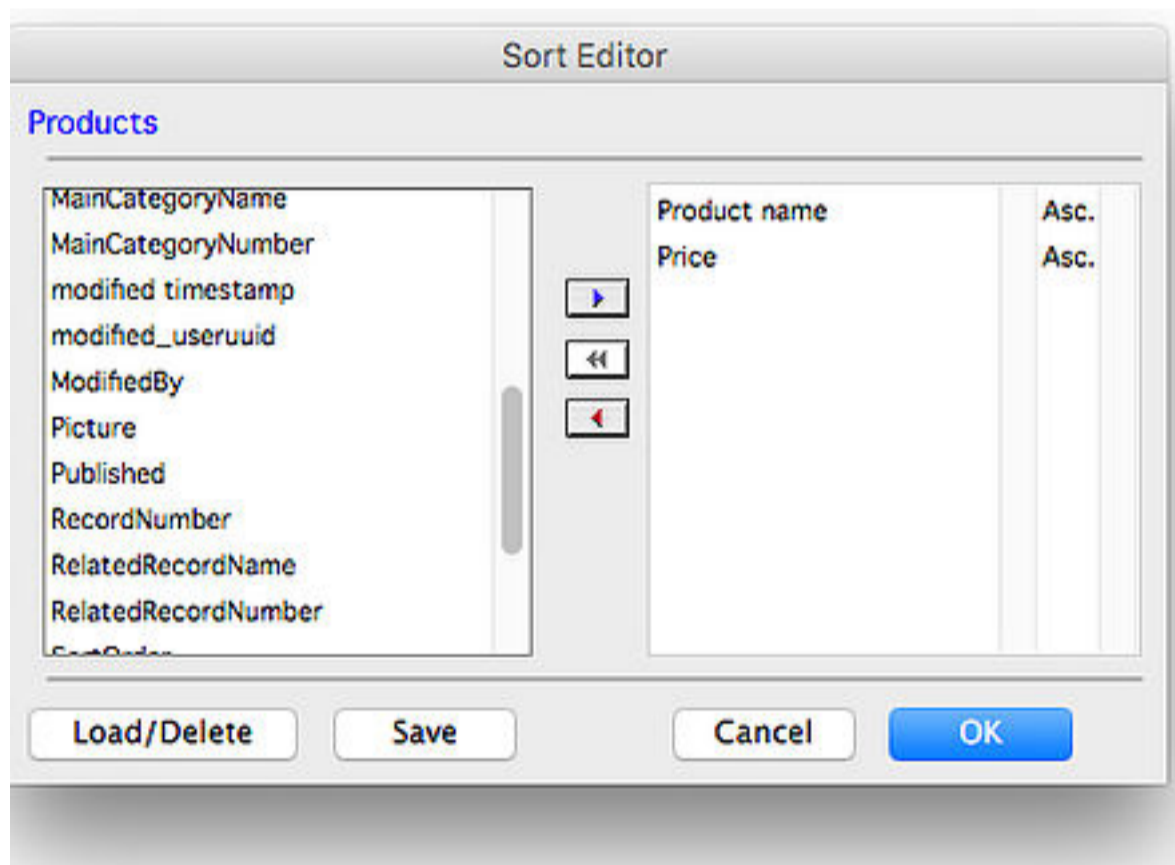 Sort Editor
Products
MainCategoryName
MainCategoryNumber
modified timestamp
modified_useruuid
ModifiedBy
Picture
Published
RecordNumber
RelatedRecordName
RelatedRecordNumber
Product name Asc.
Price Asc.
Load/Delete Save Cancel OK